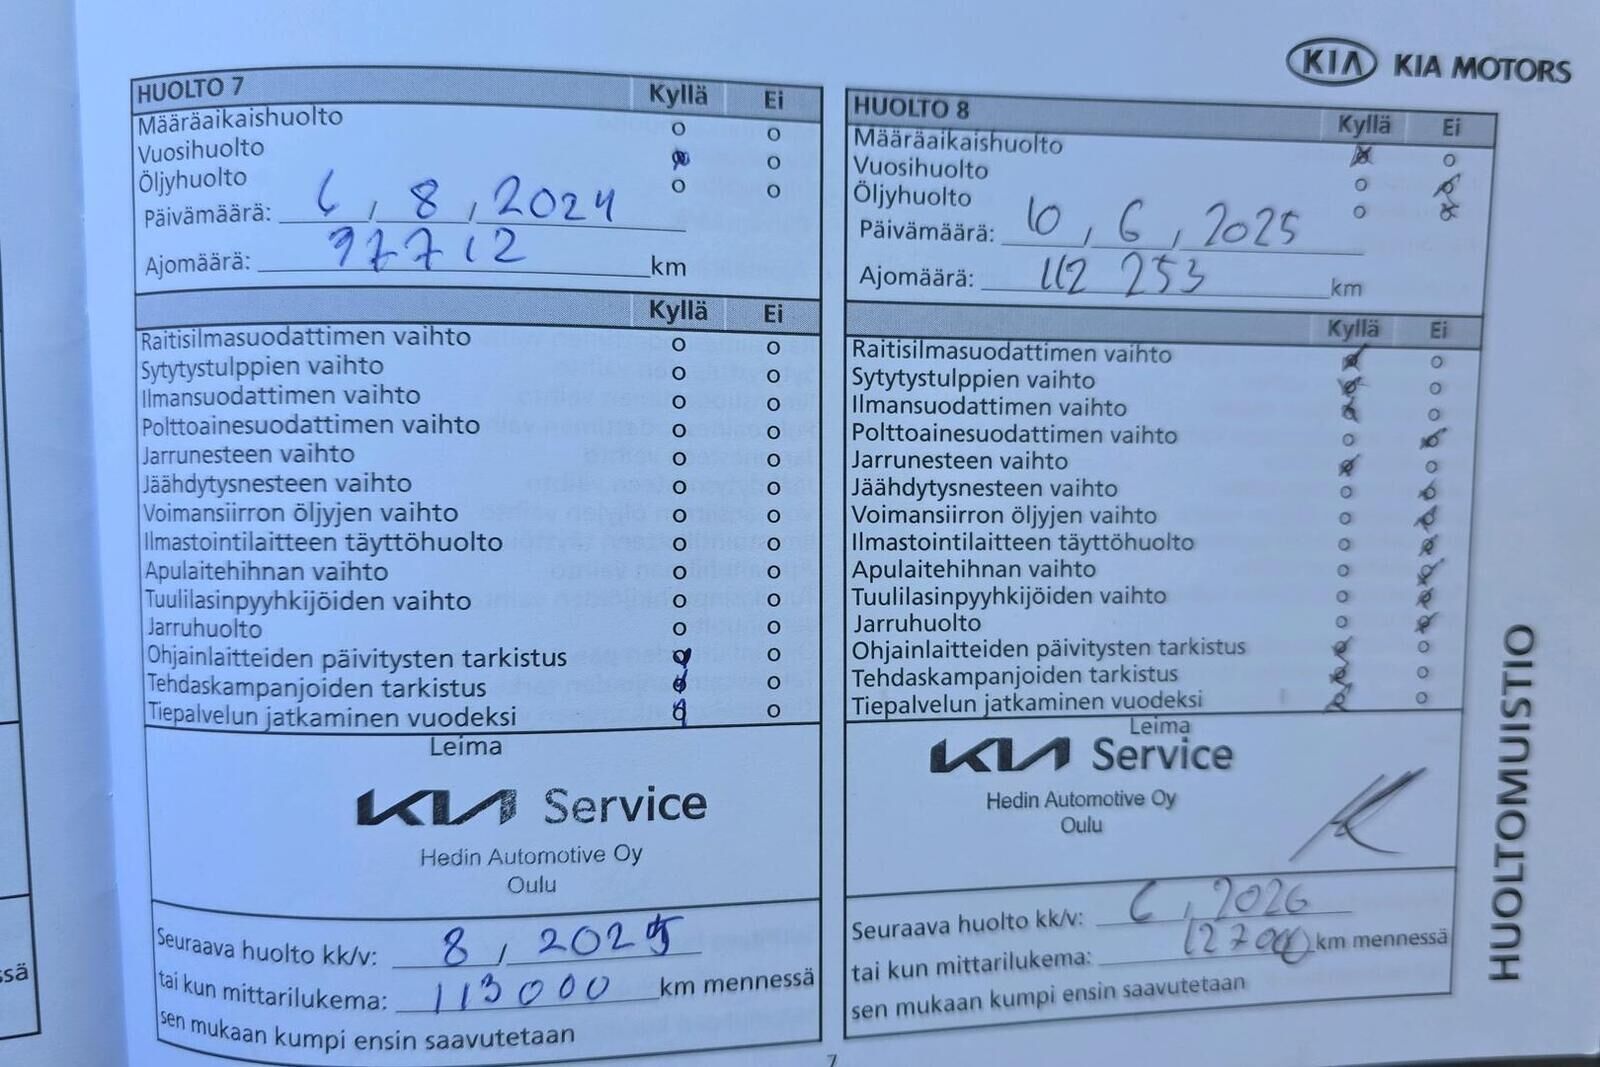 KIA KIA MOTORS
HUOLTO 7 Kyllä Ei
Määräaikaishuolto o o
Vuosihuolto o
Öljyhuolto o o
Päivämäärä: 6 / 8 / 2024
Ajomäärä: 97712 km
Kyllä Ei
Raitisilmasuodattimen vaihto o o
Sytytystulppien vaihto o o
Ilmansuodattimen vaihto o o
Polttoainesuodattimen vaihto o o
Jarrunesteen vaihto o o
Jäähdytysnesteen vaihto o o
Voimansiirron öljyjen vaihto o o
Ilmastointilaitteen täyttöhuolto o o
Apulaitehihnan vaihto o o
Tuulilasinpyyhkijöiden vaihto o o
Jarruhuolto o o
Ohjainlaitteiden päivitysten tarkistus o
Tehdaskampanjoiden tarkistus o
Tiepalvelun jatkaminen vuodeksi o
Leima
KIA Service
Hedin Automotive Oy
Oulu
Seuraava huolto kk/v: 8 / 2025
tai kun mittarilukema: 113000 km mennessä
sen mukaan kumpi ensin saavutetaan
HUOLTO 8 Kyllä Ei
Määräaikaishuolto o
Vuosihuolto o
Öljyhuolto o
Päivämäärä: 10 / 6 / 2025
Ajomäärä: 112 253 km
Kyllä Ei
Raitisilmasuodattimen vaihto o
Sytytystulppien vaihto o
Ilmansuodattimen vaihto o
Polttoainesuodattimen vaihto o
Jarrunesteen vaihto o
Jäähdytysnesteen vaihto o
Voimansiirron öljyjen vaihto o
Ilmastointilaitteen täyttöhuolto o
Apulaitehihnan vaihto o
Tuulilasinpyyhkijöiden vaihto o
Jarruhuolto o
Ohjainlaitteiden päivitysten tarkistus o
Tehdaskampanjoiden tarkistus o
Tiepalvelun jatkaminen vuodeksi o
Leima
KIA Service
Hedin Automotive Oy
Oulu
Seuraava huolto kk/v: 6 / 2026
tai kun mittarilukema: km mennessä
sen mukaan kumpi ensin saavutetaan
HUOLTOMUISTIO
7